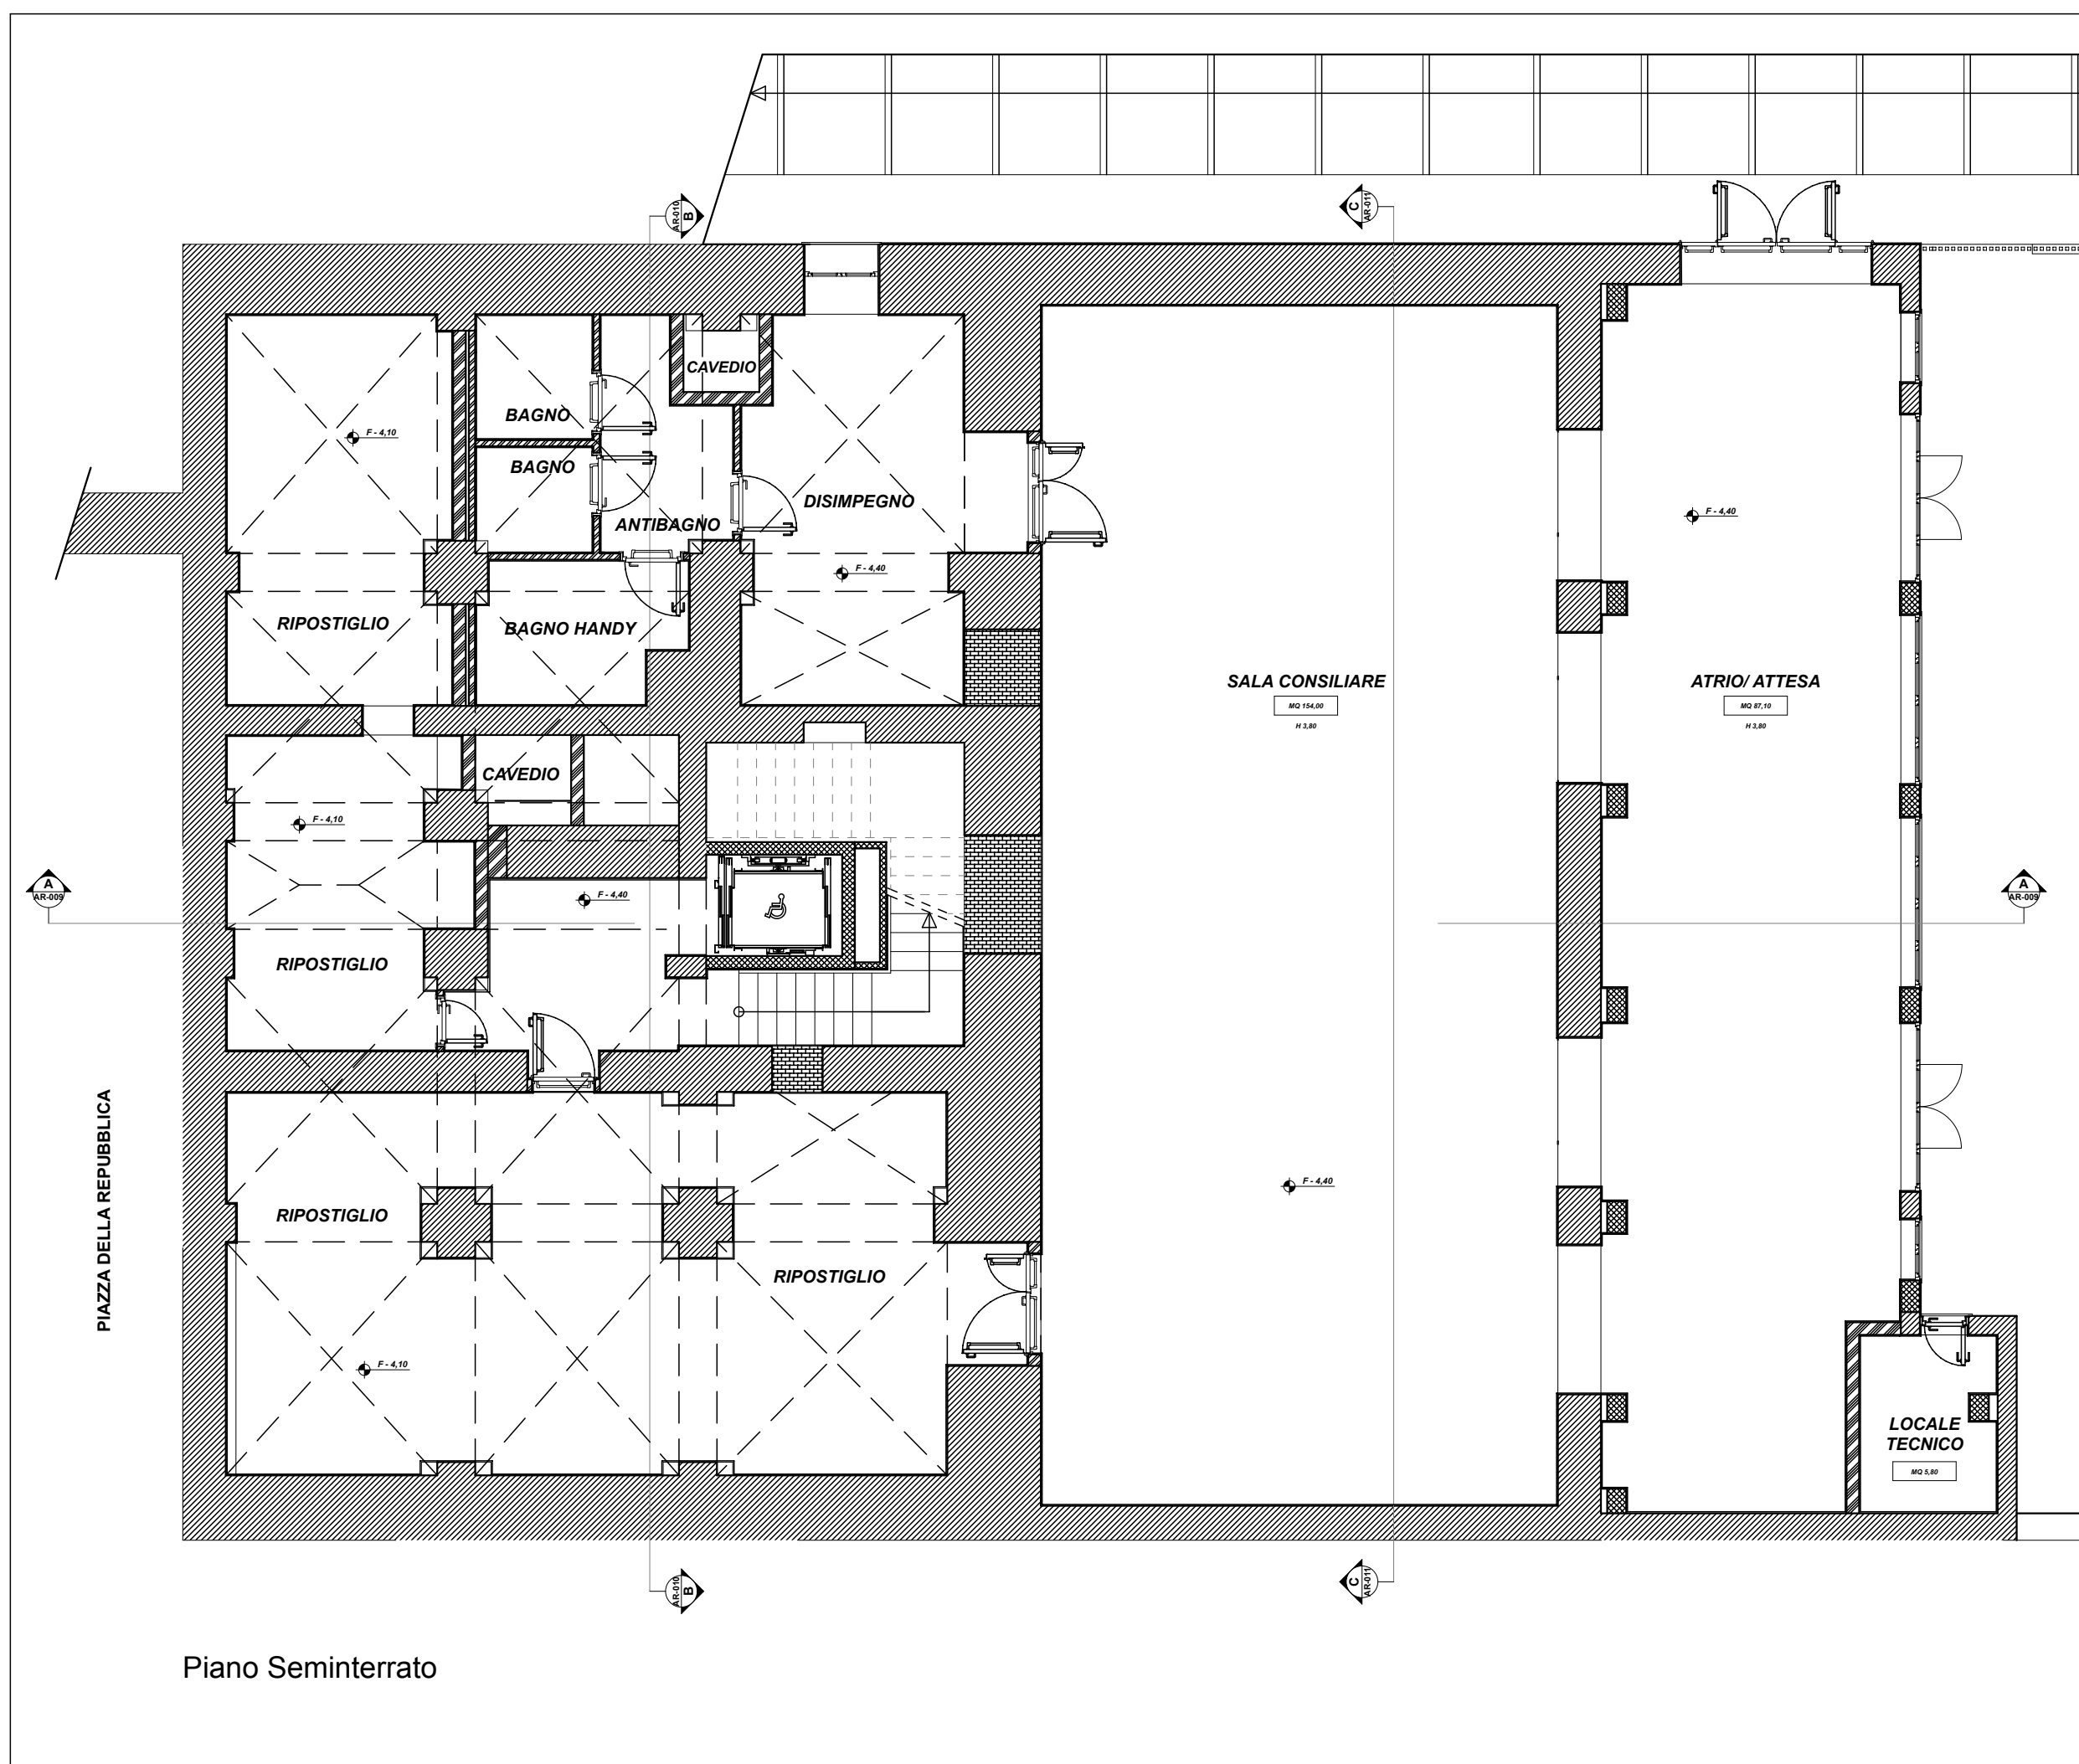 B
AR-010
C
AR-011
CAVEDIO
BAGNO
F - 4,10
BAGNO
DISIMPEGNO
ANTIBAGNO
F - 4,40
F - 4,40
RIPOSTIGLIO
BAGNO HANDY
SALA CONSILIARE
MQ 154,00
H 3,80
ATRIO/ ATTESA
MQ 87,10
H 3,80
CAVEDIO
F - 4,10
A
AR-009
F - 4,40
A
AR-009
RIPOSTIGLIO
PIAZZA DELLA REPUBBLICA
RIPOSTIGLIO
F - 4,40
RIPOSTIGLIO
F - 4,10
LOCALE
TECNICO
MQ 5,80
B
AR-010
C
AR-011
Piano Seminterrato